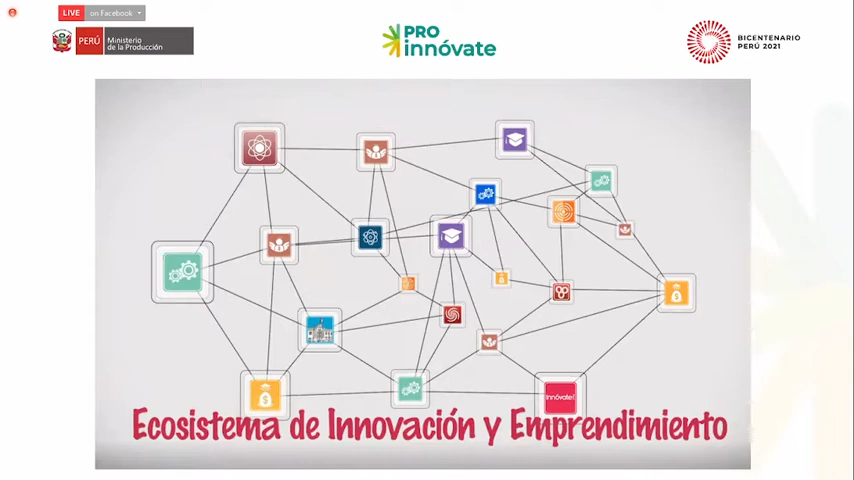 LIVE on Facebook
PERÚ
Ministerio
de la Producción
PRO
innóvate
BICENTENARIO
PERÚ 2021
Innóvate!
Ecosistema de Innovación y Emprendimiento